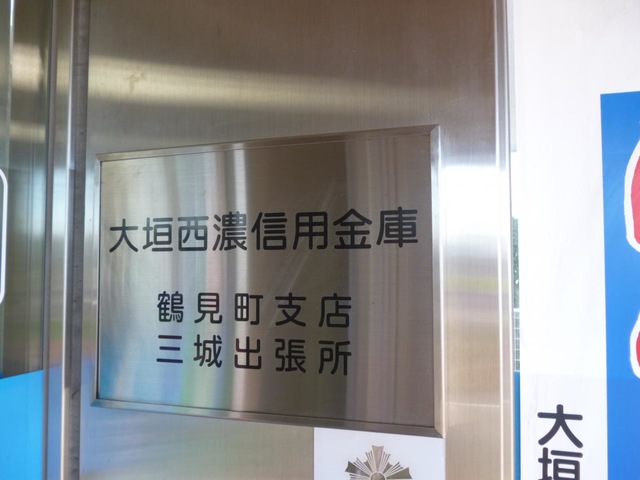 大垣西濃信用金庫
鶴見町支店
三城出張所
大垣